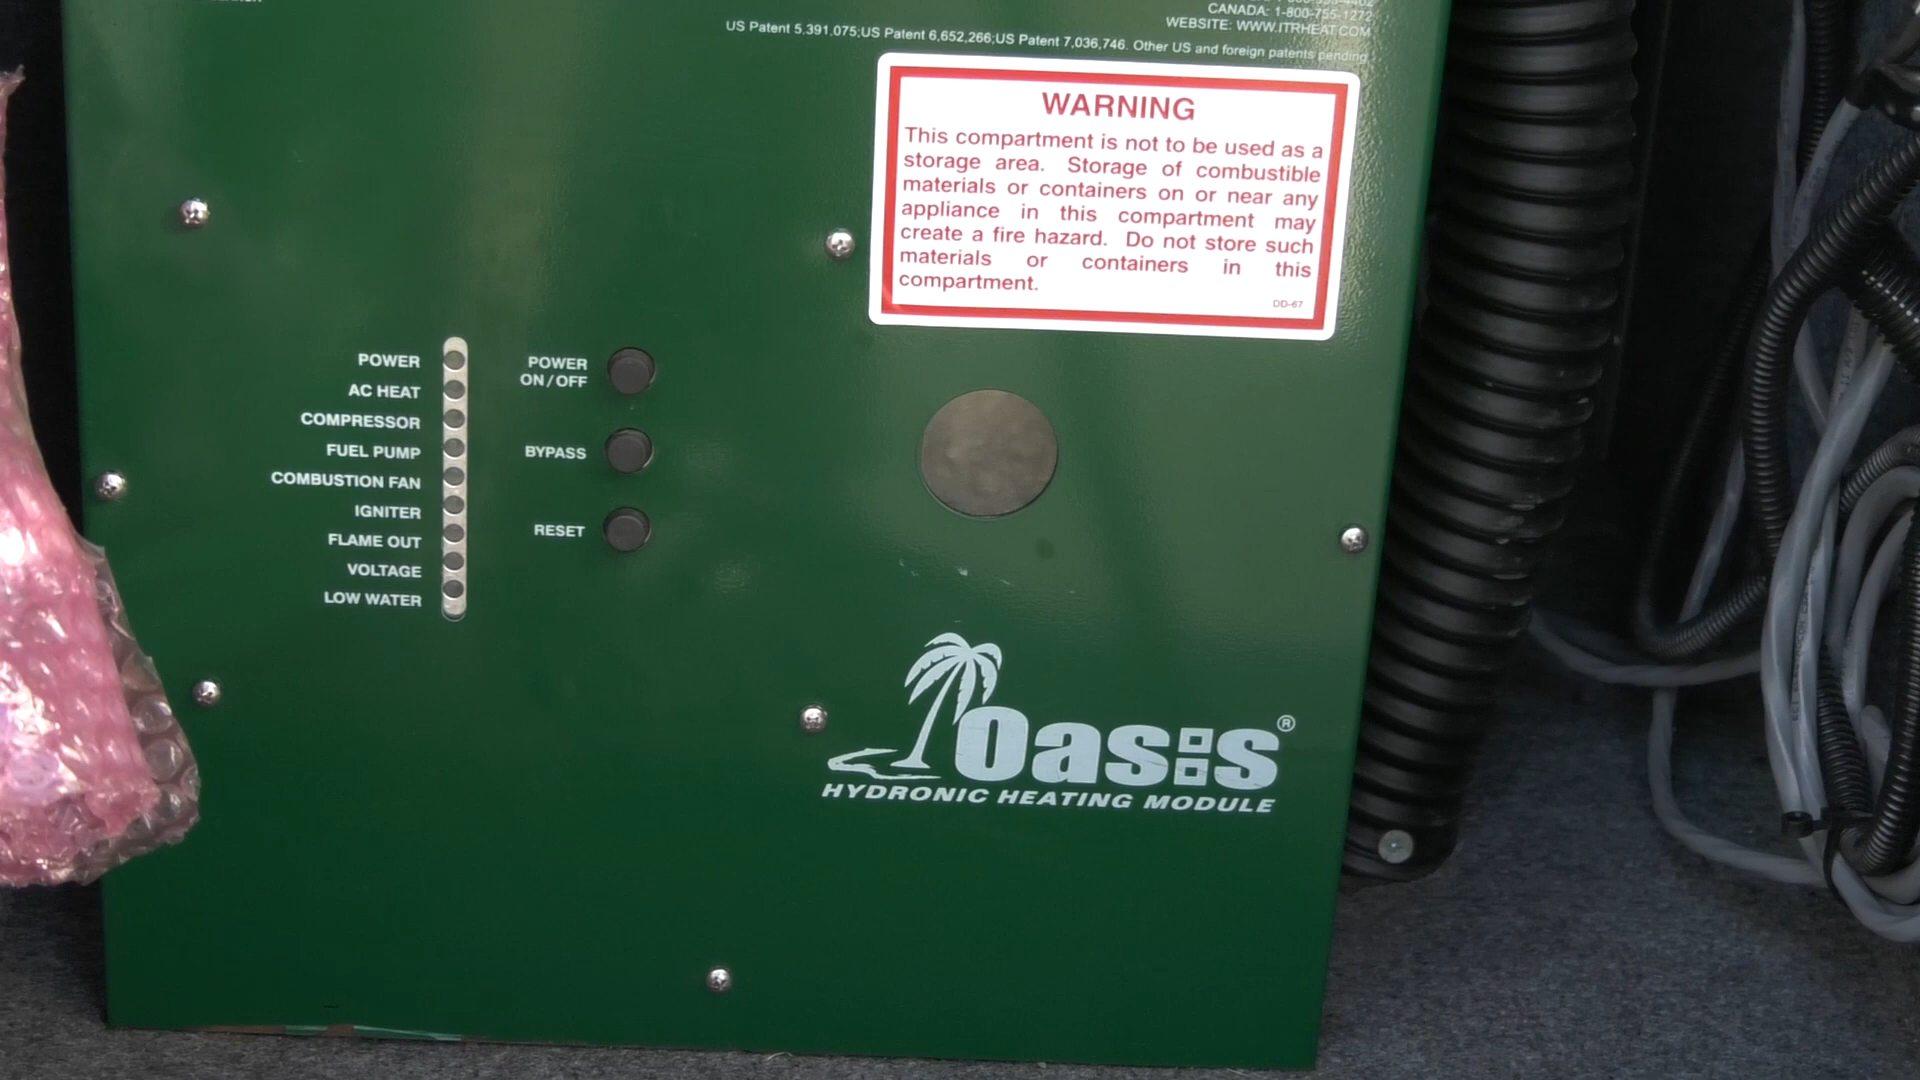 CANADA: 1-800-755-1272
WEBSITE: WWW.ITRHEAT.COM
US Patent 5,391,075;US Patent 6,652,266;US Patent 7,036,746. Other US and foreign patents pending
WARNING
This compartment is not to be used as a
storage area. Storage of combustible
materials or containers on or near any
appliance in this compartment may
create a fire hazard. Do not store such
materials or containers in this
compartment.
DD-67
POWER
AC HEAT
COMPRESSOR
FUEL PUMP
COMBUSTION FAN
IGNITER
FLAME OUT
VOLTAGE
LOW WATER
POWER
ON/OFF
BYPASS
RESET
Oasis®
HYDRONIC HEATING MODULE